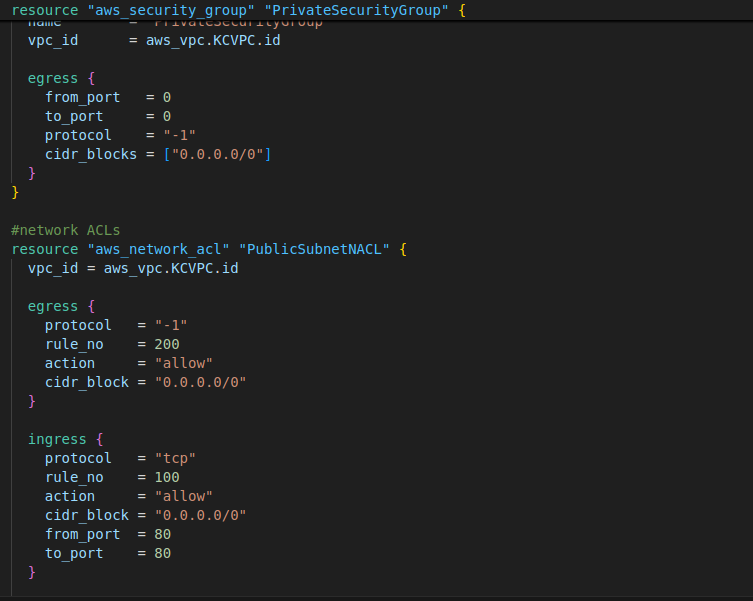 resource "aws_security_group" "PrivateSecurityGroup" {
name = "PrivateSecurityGroup"
vpc_id = aws_vpc.KCVPC.id
egress {
from_port = 0
to_port = 0
protocol = "-1"
cidr_blocks = ["0.0.0.0/0"]
}
}
#network ACLs
resource "aws_network_acl" "PublicSubnetNACL" {
vpc_id = aws_vpc.KCVPC.id
egress {
protocol = "-1"
rule_no = 200
action = "allow"
cidr_block = "0.0.0.0/0"
}
ingress {
protocol = "tcp"
rule_no = 100
action = "allow"
cidr_block = "0.0.0.0/0"
from_port = 80
to_port = 80
}